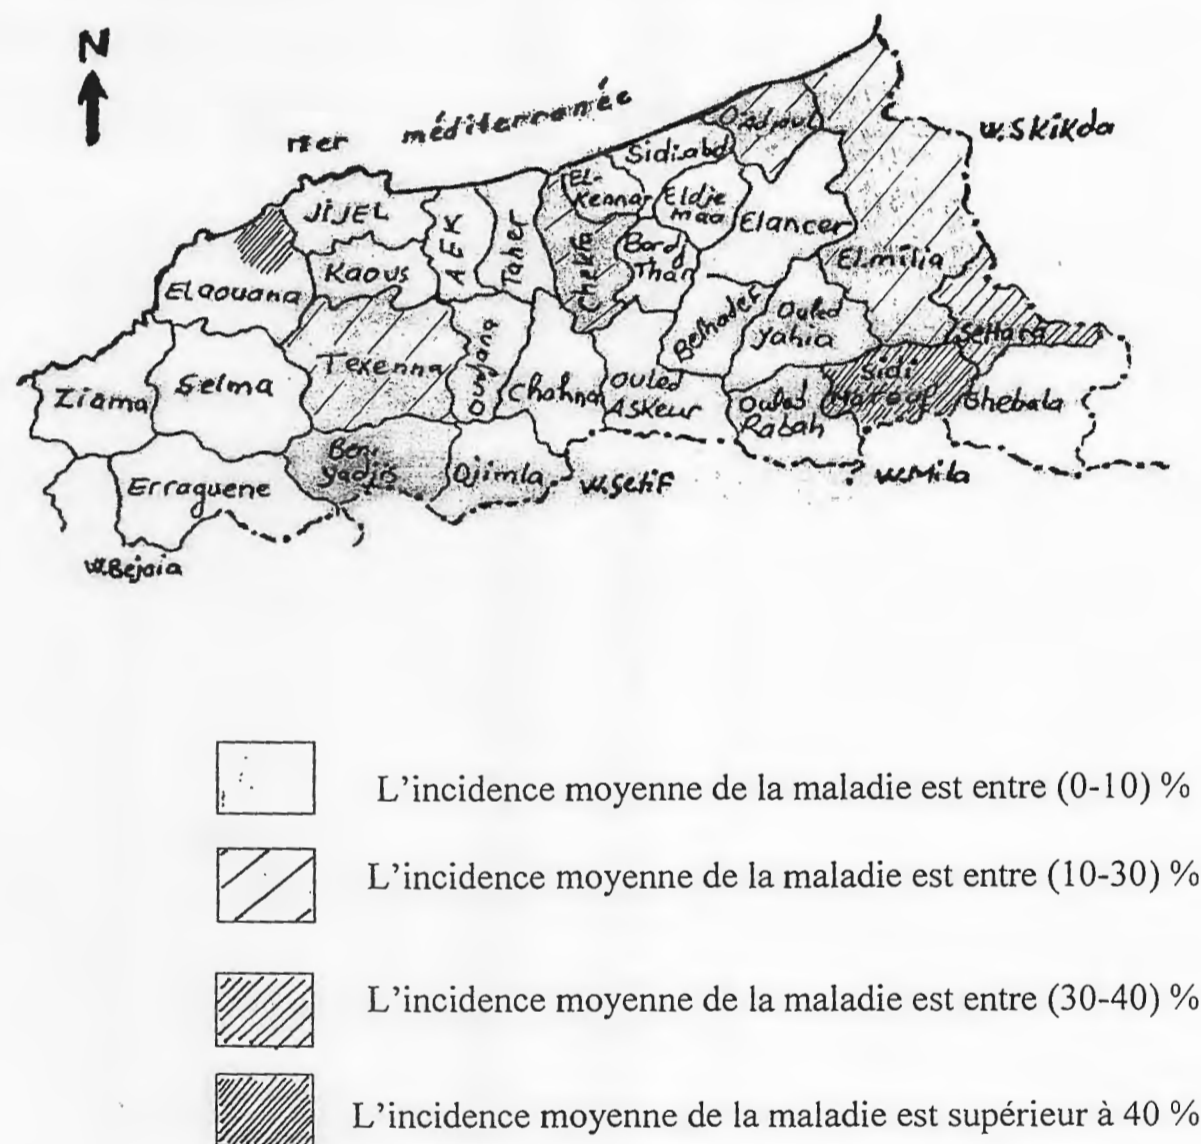 N
mer méditerranée
W.Skikda
Sidi.abd
El-Kennar
Eldjemaa
JiJEL
AEK
Taher
Elancer
Kaous
Chekfa
Bordj Thar
El.milia
Elaouana
Texenna
Ouled yahia
Settara
Ziama
Selma
Chahna
Ouled ASKeur
Ouled Rabah
Sidi Marouf
Ghebala
Beni yadjis
Djimla
W.Setif
W.Mila
Erraguene
W.Bejaia
L'incidence moyenne de la maladie est entre (0-10) %
L'incidence moyenne de la maladie est entre (10-30) %
L'incidence moyenne de la maladie est entre (30-40) %
L'incidence moyenne de la maladie est supérieur à 40 %